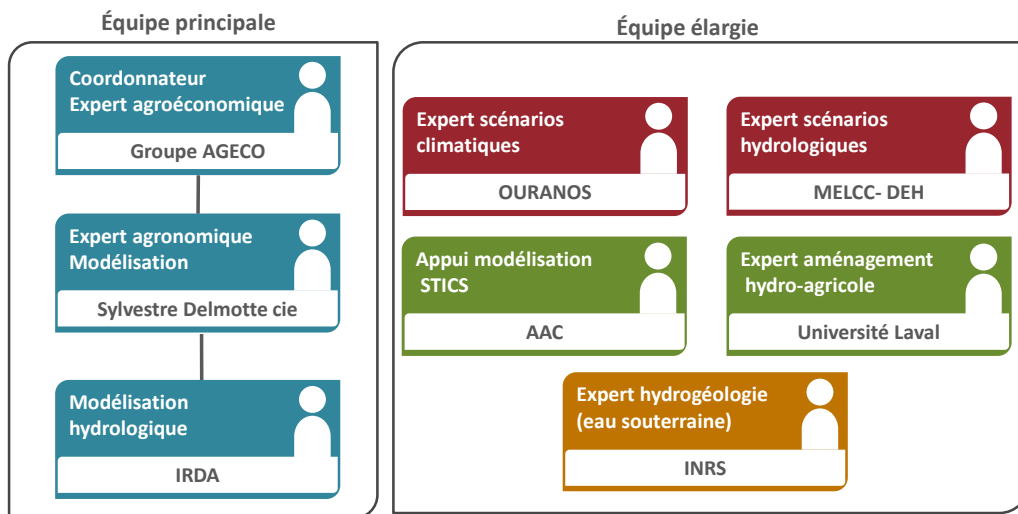 Équipe principale
Coordonnateur
Expert agroéconomique
Groupe AGECO
Expert agronomique
Modélisation
Sylvestre Delmotte cie
Modélisation
hydrologique
IRDA
Équipe élargie
Expert scénarios
climatiques
OURANOS
Expert scénarios
hydrologiques
MELCC- DEH
Appui modélisation
STICS
AAC
Expert aménagement
hydro-agricole
Université Laval
Expert hydrogéologie
(eau souterraine)
INRS